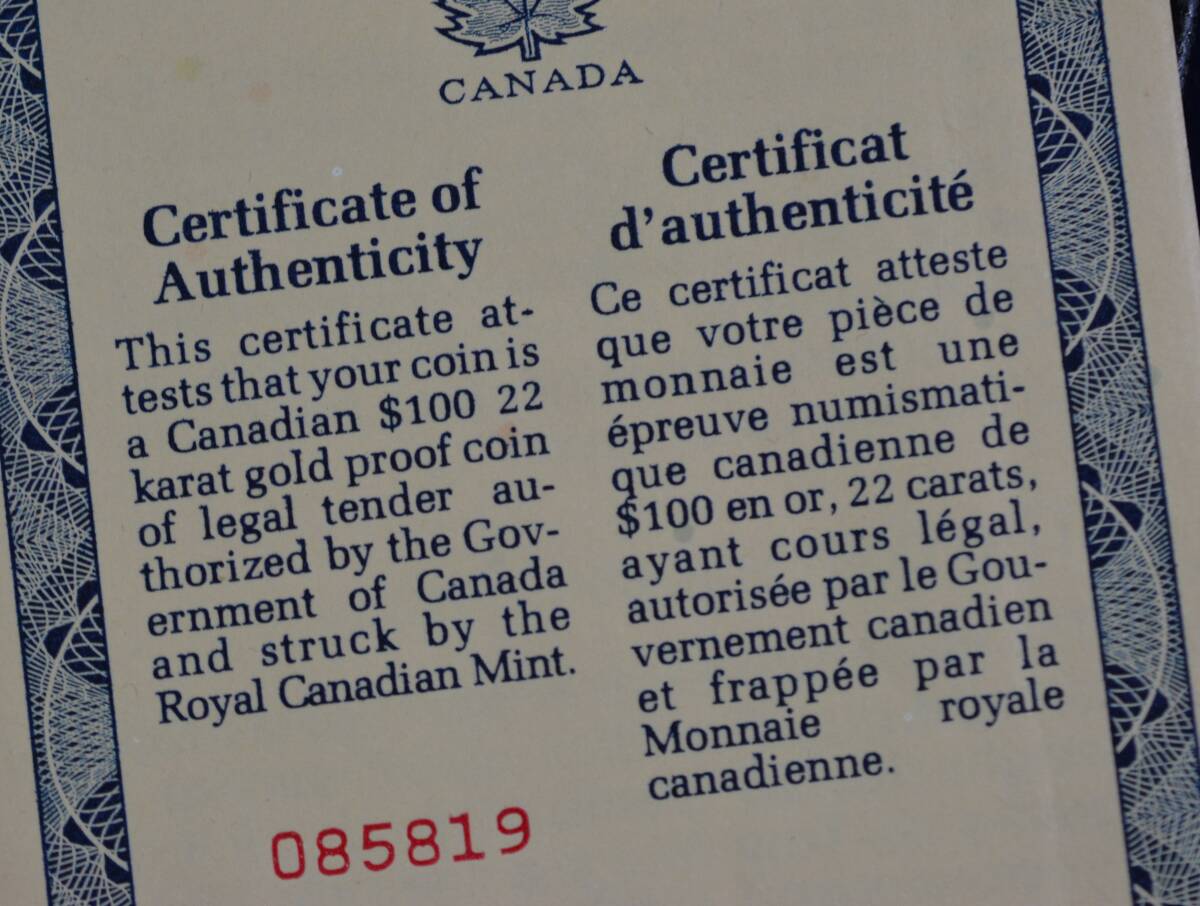 CANADA
Certificate of
Authenticity
This certificate at-
tests that your coin is
a Canadian $100 22
karat gold proof coin
of legal tender au-
thorized by the Gov-
ernment of Canada
and struck by the
Royal Canadian Mint.
085819
Certificat
d'authenticité
Ce certificat atteste
que votre pièce de
monnaie est une
épreuve numismati-
que canadienne de
$100 en or, 22 carats,
ayant cours légal,
autorisée par le Gou-
vernement canadien
et frappée par la
Monnaie royale
canadienne.